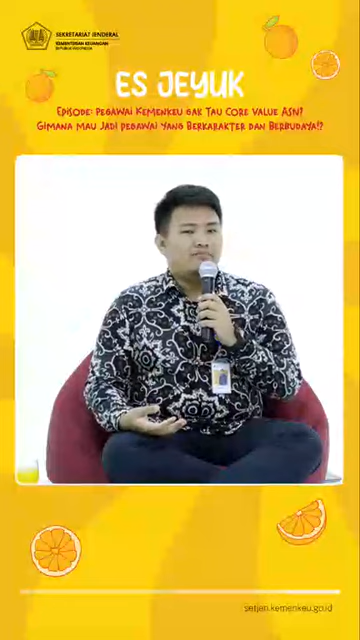 SEKRETARIAT JENDERAL
KEMENTERIAN KEUANGAN
REPUBLIK INDONESIA
ES JEYUK
EPISODE: PEGAWAI KEMENKEU GAK TAU CORE VALUE ASN?
GIMANA MAU JADI PEGAWAI YANG BERKARAKTER DAN BERBUDAYA!?
setjen.kemenkeu.go.id